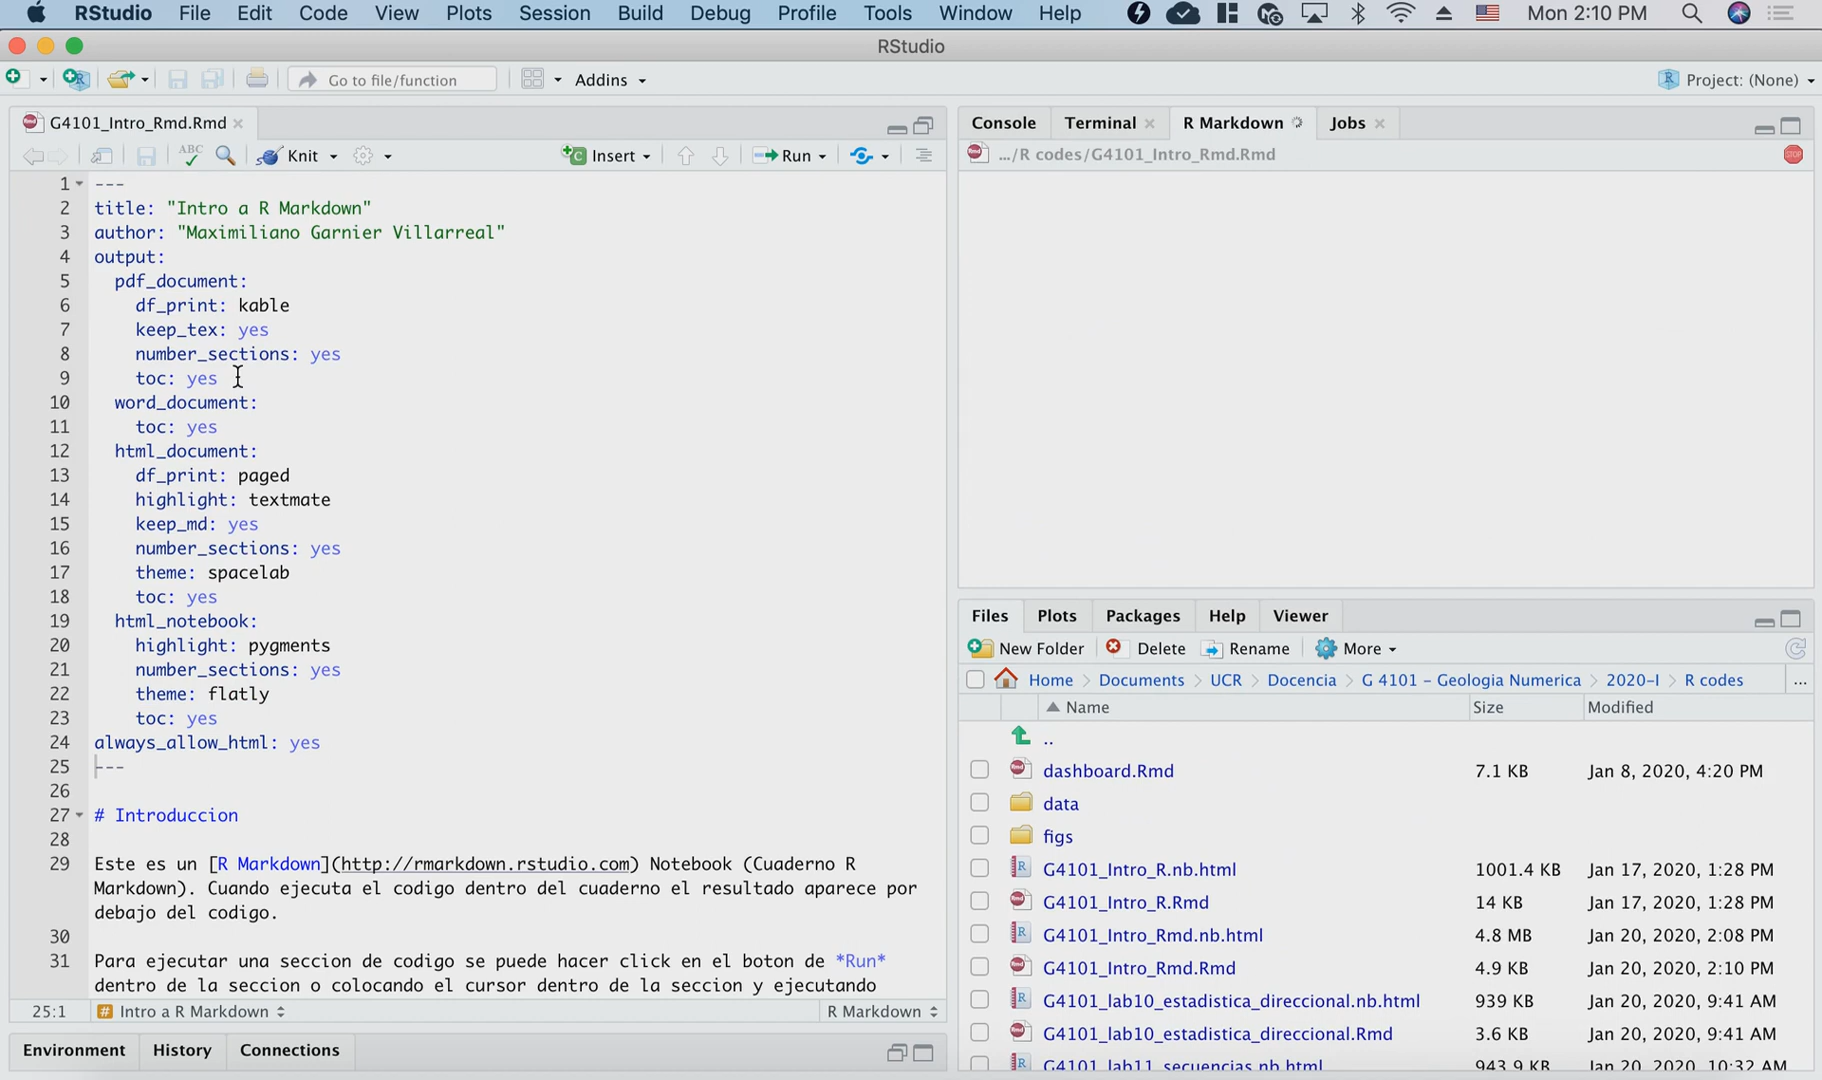 RStudio File Edit Code View Plots Session Build Debug Profile Tools Window Help Mon 2:10 PM
RStudio
Go to file/function Addins Project: (None)
G4101_Intro_Rmd.Rmd
ABC Knit Insert Run
1 ---
2 title: "Intro a R Markdown"
3 author: "Maximiliano Garnier Villarreal"
4 output:
5 pdf_document:
6 df_print: kable
7 keep_tex: yes
8 number_sections: yes
9 toc: yes
10 word_document:
11 toc: yes
12 html_document:
13 df_print: paged
14 highlight: textmate
15 keep_md: yes
16 number_sections: yes
17 theme: spacelab
18 toc: yes
19 html_notebook:
20 highlight: pygments
21 number_sections: yes
22 theme: flatly
23 toc: yes
24 always_allow_html: yes
25 ---
26
27 # Introduccion
28
29 Este es un [R Markdown](http://rmarkdown.rstudio.com) Notebook (Cuaderno R
Markdown). Cuando ejecuta el codigo dentro del cuaderno el resultado aparece por
debajo del codigo.
30
31 Para ejecutar una seccion de codigo se puede hacer click en el boton de *Run*
dentro de la seccion o colocando el cursor dentro de la seccion y ejecutando
25:1 # Intro a R Markdown R Markdown
Environment History Connections
Console Terminal R Markdown Jobs
.../R codes/G4101_Intro_Rmd.Rmd STOP
Files Plots Packages Help Viewer
New Folder Delete Rename More
Home Documents UCR Docencia G 4101 - Geologia Numerica 2020-I R codes ...
Name Size Modified
..
dashboard.Rmd 7.1 KB Jan 8, 2020, 4:20 PM
data
figs
G4101_Intro_R.nb.html 1001.4 KB Jan 17, 2020, 1:28 PM
G4101_Intro_R.Rmd 14 KB Jan 17, 2020, 1:28 PM
G4101_Intro_Rmd.nb.html 4.8 MB Jan 20, 2020, 2:08 PM
G4101_Intro_Rmd.Rmd 4.9 KB Jan 20, 2020, 2:10 PM
G4101_lab10_estadistica_direccional.nb.html 939 KB Jan 20, 2020, 9:41 AM
G4101_lab10_estadistica_direccional.Rmd 3.6 KB Jan 20, 2020, 9:41 AM
G4101_lab11_secuencias.nb.html 943.9 KB Jan 20, 2020, 10:32 AM